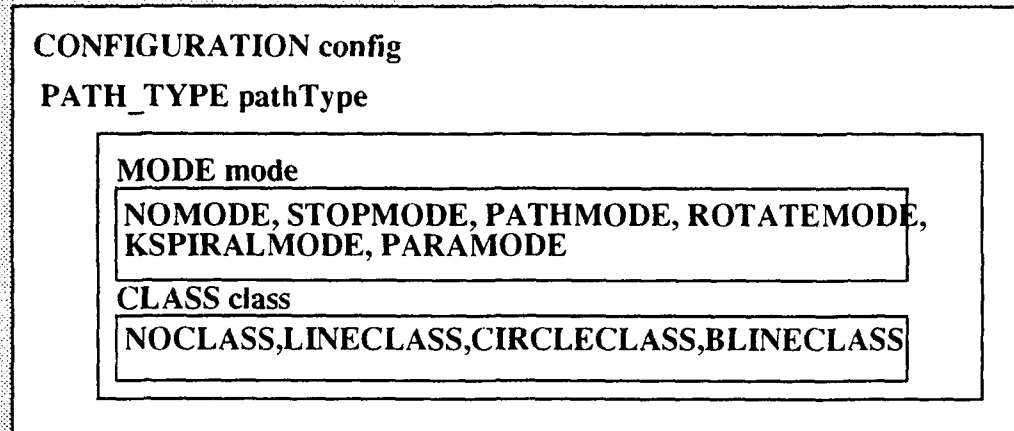 CONFIGURATION config
PATH_TYPE pathType
MODE mode
NOMODE, STOPMODE, PATHMODE, ROTATEMODE,
KSPIRALMODE, PARAMODE
CLASS class
NOCLASS,LINECLASS,CIRCLECLASS,BLINECLASS